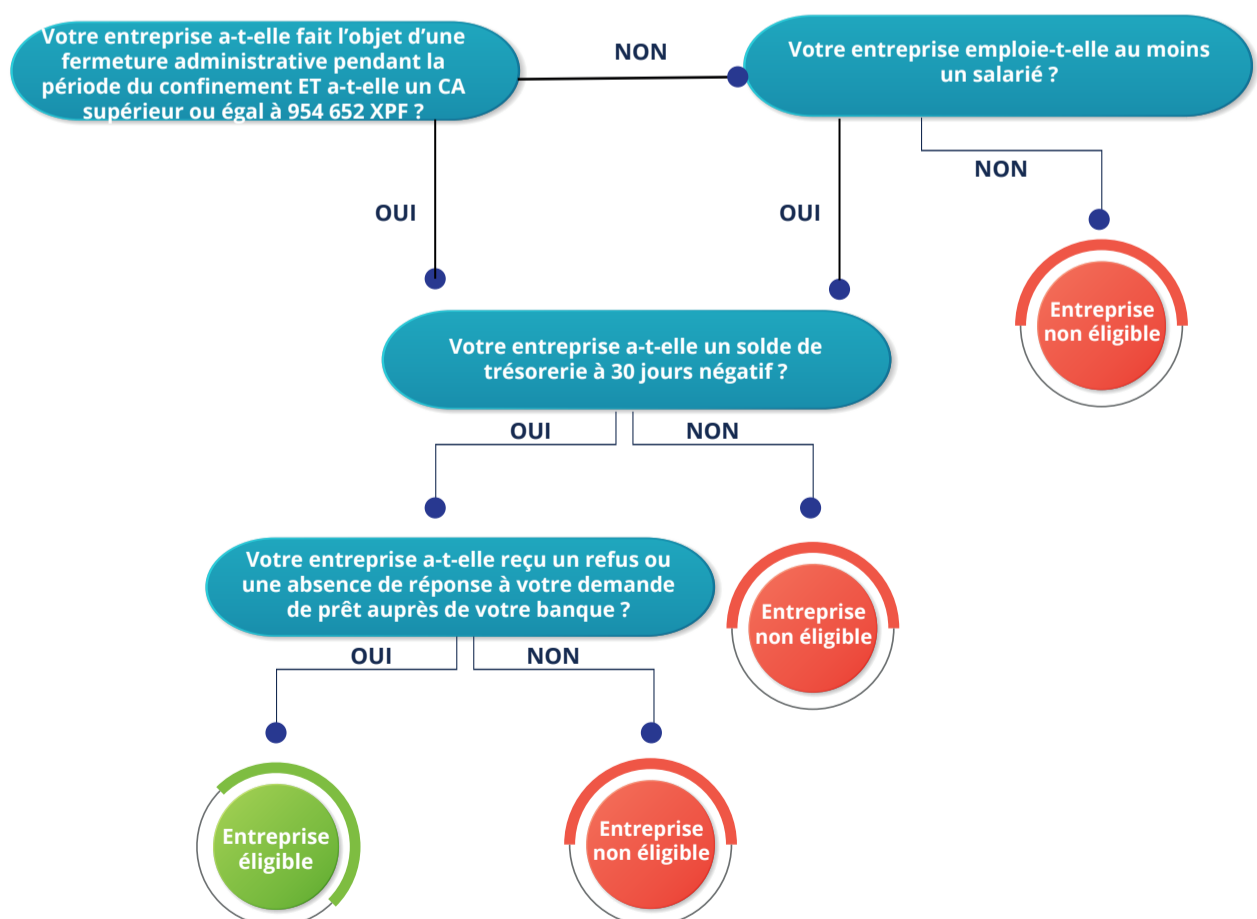 Votre entreprise a-t-elle fait l'objet d'une
fermeture administrative pendant la
période du confinement ET a-t-elle un CA
supérieur ou égal à 954 652 XPF ?
NON
Votre entreprise emploie-t-elle au moins
un salarié ?
OUI
OUI
NON
Entreprise
non éligible
Votre entreprise a-t-elle un solde de
trésorerie à 30 jours négatif ?
OUI
NON
Votre entreprise a-t-elle reçu un refus ou
une absence de réponse à votre demande
de prêt auprès de votre banque ?
Entreprise
non éligible
OUI
NON
Entreprise
éligible
Entreprise
non éligible